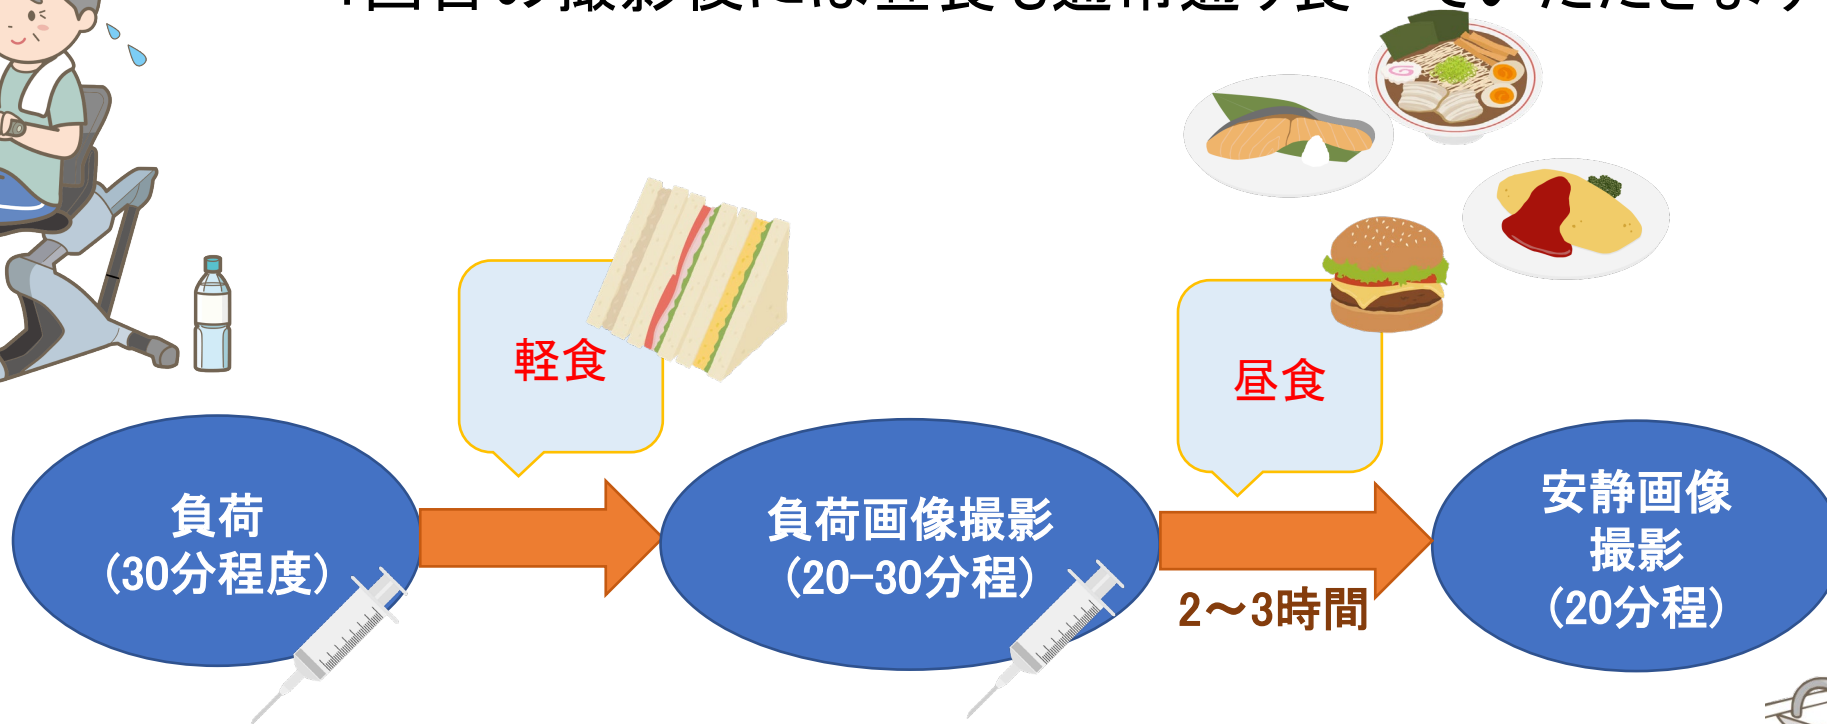 軽食
昼食
負荷
(30分程度)
負荷画像撮影
(20-30分程)
2～3時間
安静画像
撮影
(20分程)